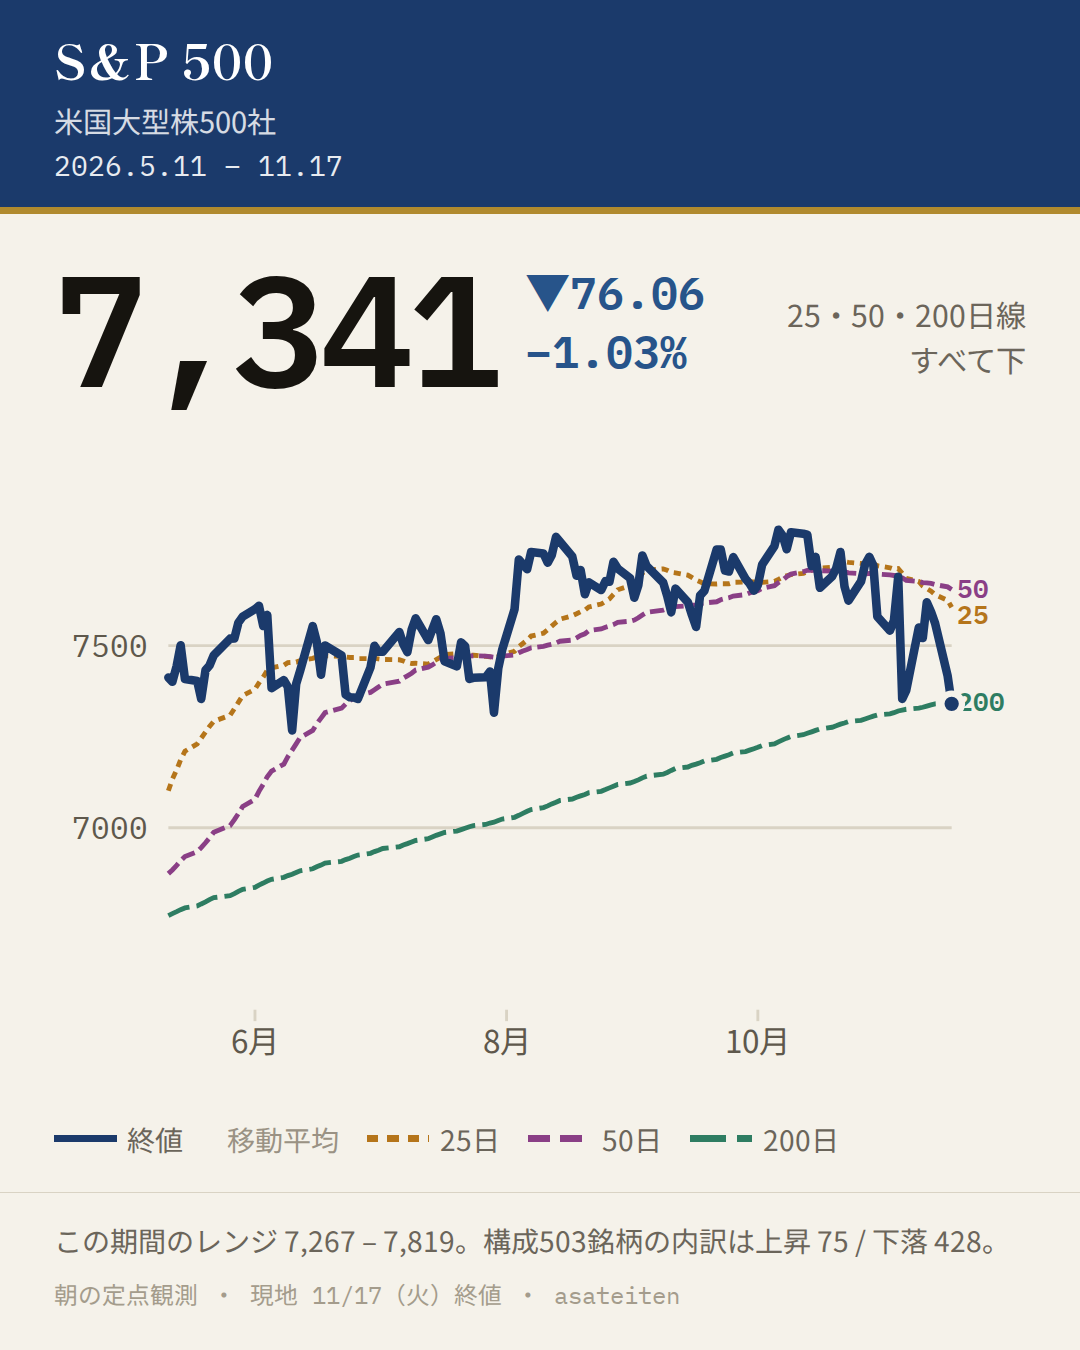 S&P 500
米国大型株500社
2026.5.11 – 11.17
7,341
▼76.06
−1.03%
25・50・200日線
すべて下
7500
7000
50
25
200
6月
8月
10月
終値
移動平均
25日
50日
200日
この期間のレンジ 7,267 – 7,819。構成503銘柄の内訳は上昇 75 / 下落 428。
朝の定点観測 ・ 現地 11/17（火）終値 ・ asateiten